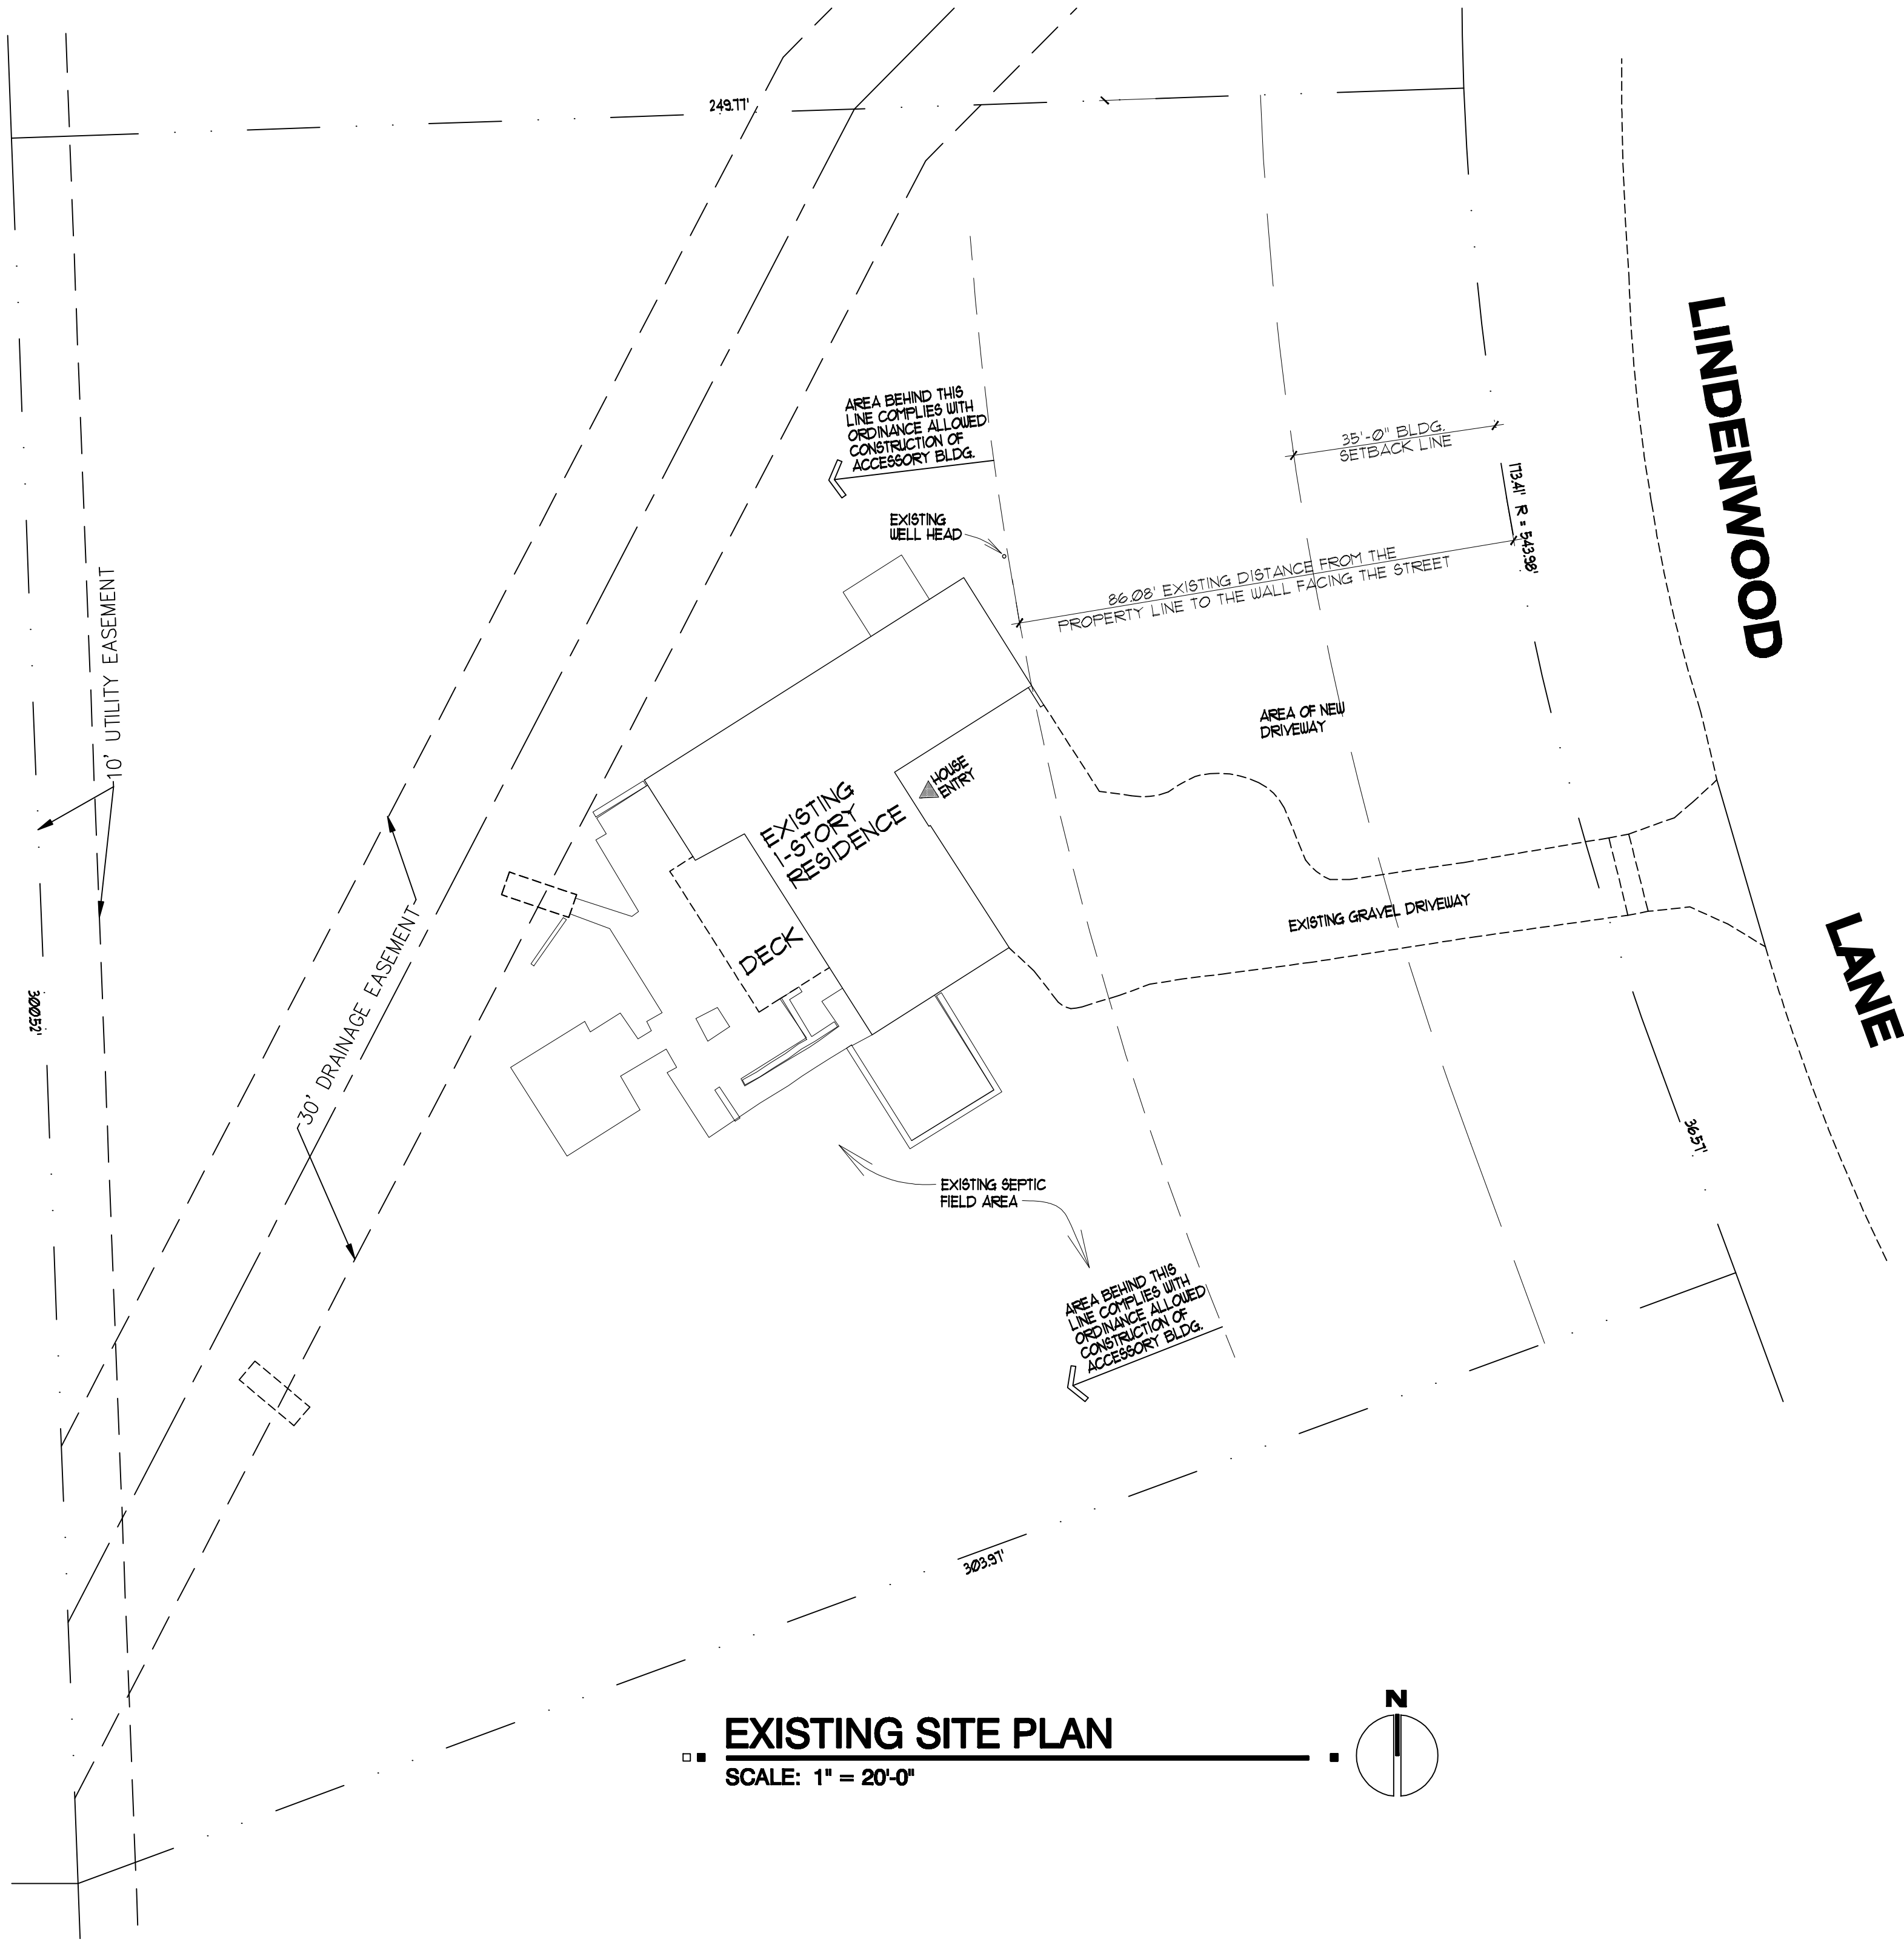 249.77'
LINDENWOOD
LANE
AREA BEHIND THIS
LINE COMPLIES WITH
ORDINANCE ALLOWED
CONSTRUCTION OF
ACCESSORY BLDG.
35'-0" BLDG.
SETBACK LINE
173.41' R = 543.98'
EXISTING
WELL HEAD
86.08' EXISTING DISTANCE FROM THE
PROPERTY LINE TO THE WALL FACING THE STREET
10' UTILITY EASEMENT
AREA OF NEW
DRIVEWAY
HOUSE
ENTRY
EXISTING
1-STORY
RESIDENCE
DECK
EXISTING GRAVEL DRIVEWAY
300.52'
30' DRAINAGE EASEMENT
36.57'
EXISTING SEPTIC
FIELD AREA
AREA BEHIND THIS
LINE COMPLIES WITH
ORDINANCE ALLOWED
CONSTRUCTION OF
ACCESSORY BLDG.
303.97'
N
EXISTING SITE PLAN
SCALE: 1" = 20'-0"